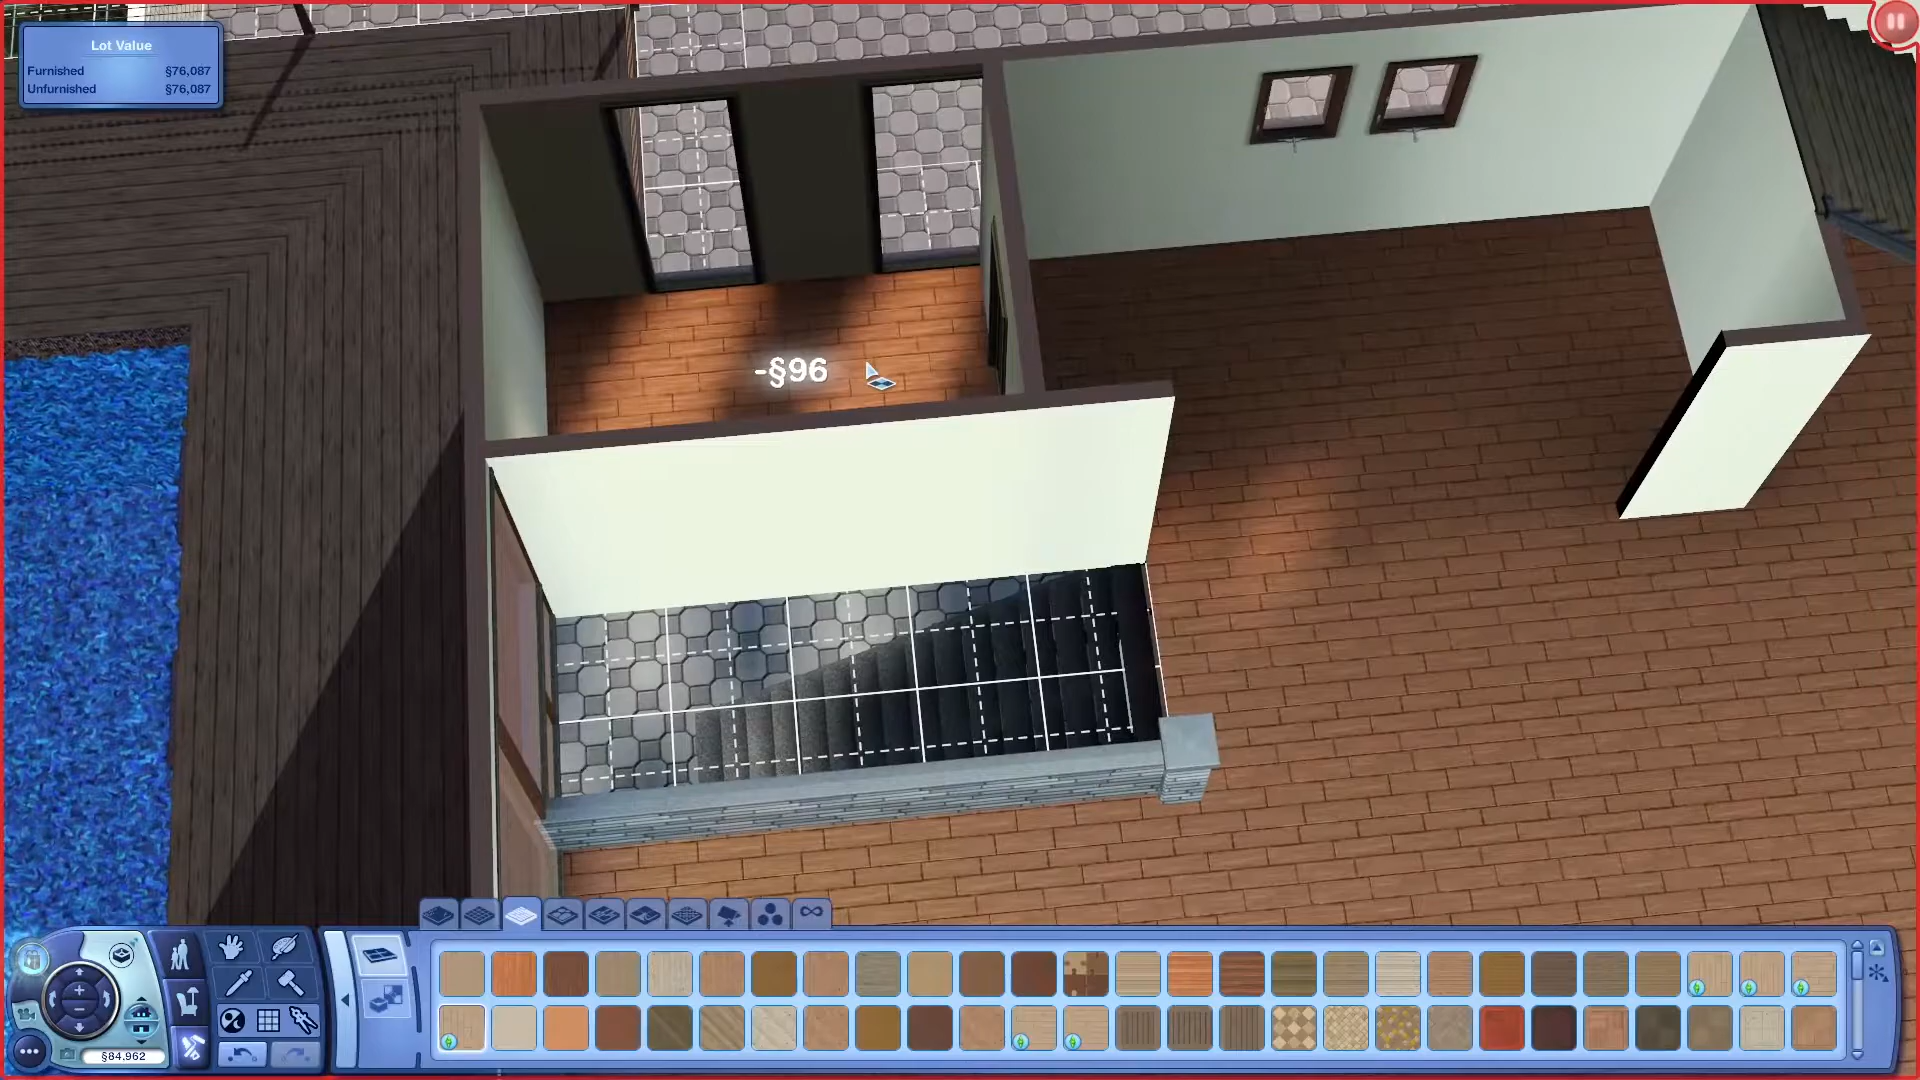 Lot Value
Furnished §76,087
Unfurnished §76,087
-§96
§84,962